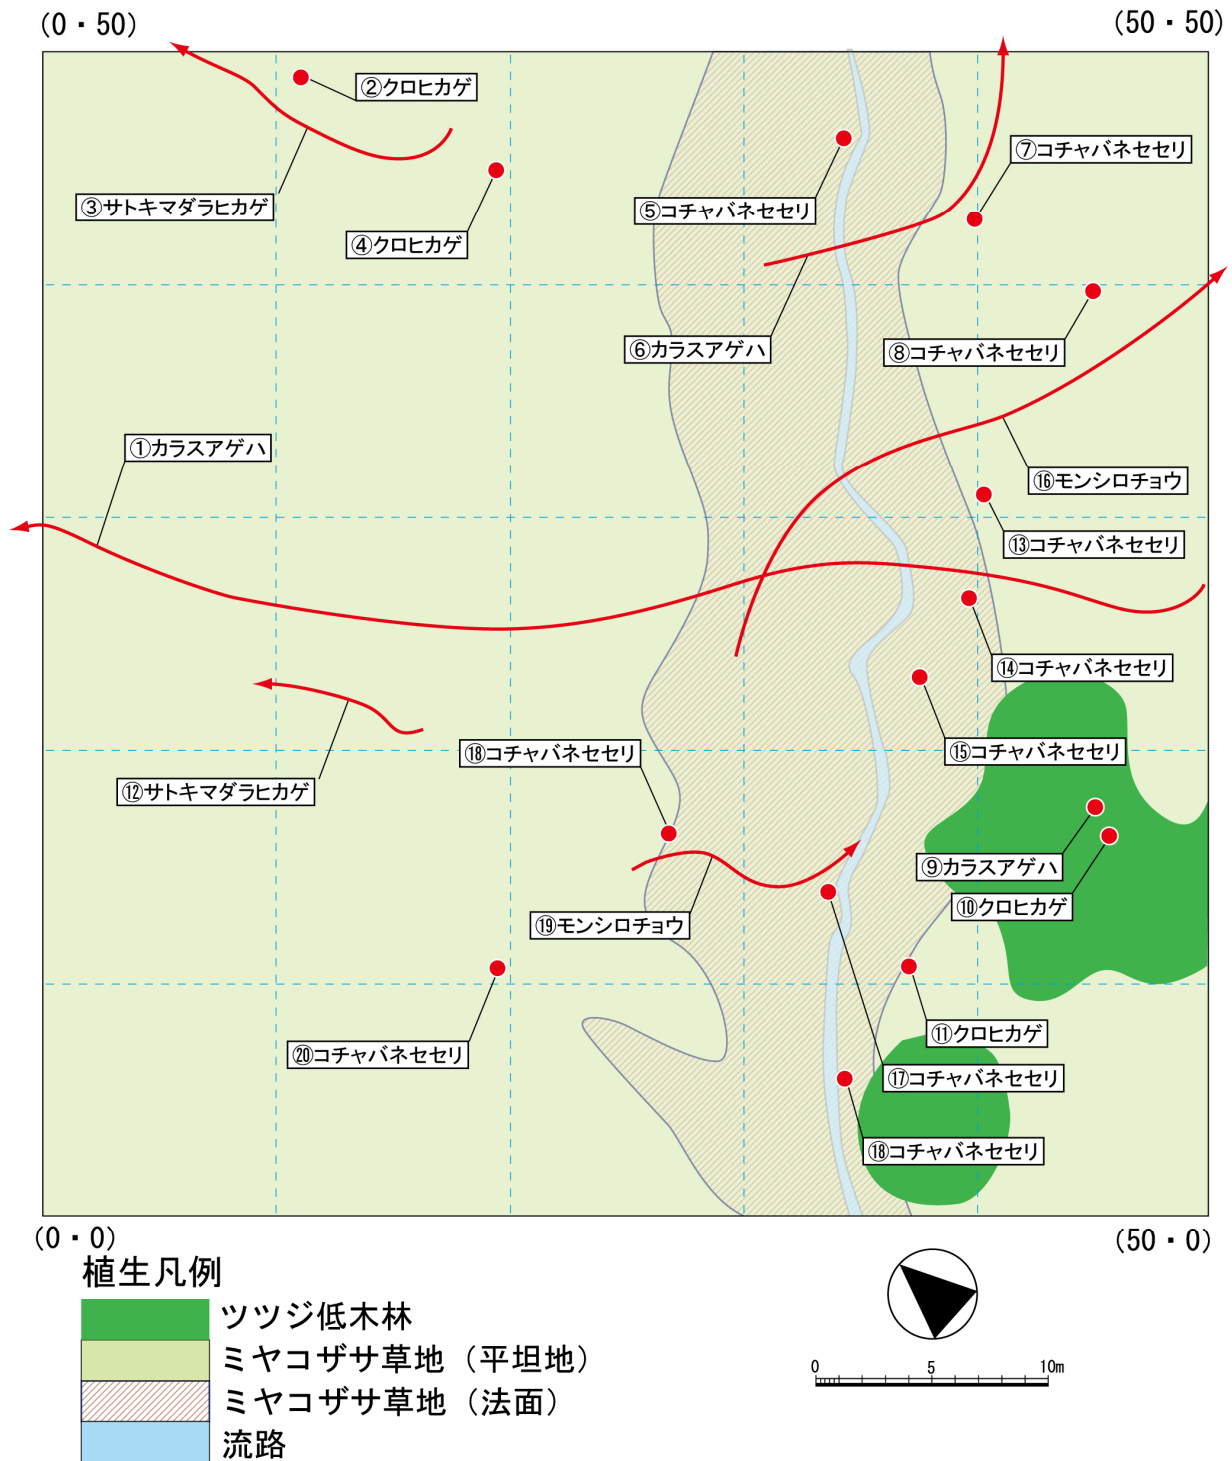 (0・50)
(50・50)
②クロヒカゲ
⑦コチャバネセセリ
③サトキマダラヒカゲ
⑤コチャバネセセリ
④クロヒカゲ
⑥カラスアゲハ
⑧コチャバネセセリ
①カラスアゲハ
⑯モンシロチョウ
⑬コチャバネセセリ
⑭コチャバネセセリ
⑱コチャバネセセリ
⑮コチャバネセセリ
⑫サトキマダラヒカゲ
⑨カラスアゲハ
⑩クロヒカゲ
⑲モンシロチョウ
⑪クロヒカゲ
⑳コチャバネセセリ
⑰コチャバネセセリ
⑱コチャバネセセリ
(0・0)
(50・0)
植生凡例
ツツジ低木林
ミヤコザサ草地（平坦地）
ミヤコザサ草地（法面）
流路
0 5 10m